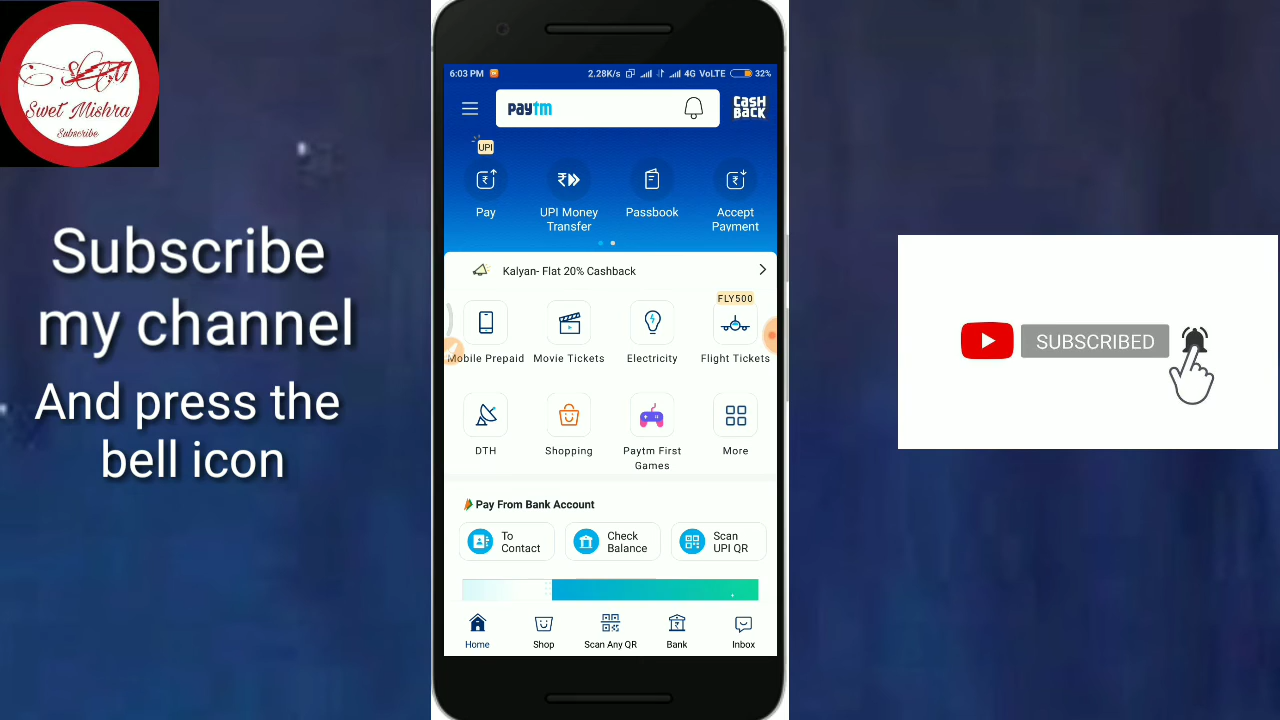 Swet Mishra
Subscribe
Subscribe
my channel
And press the
bell icon
6:03 PM
2.28K/s 4G VoLTE 32%
paytm
CASH
BACK
UPI
Pay
UPI Money
Transfer
Passbook
Accept
Payment
Kalyan- Flat 20% Cashback
FLY500
Mobile Prepaid
Movie Tickets
Electricity
Flight Tickets
DTH
Shopping
Paytm First
Games
More
Pay From Bank Account
To
Contact
Check
Balance
Scan
UPI QR
Home
Shop
Scan Any QR
Bank
Inbox
SUBSCRIBED